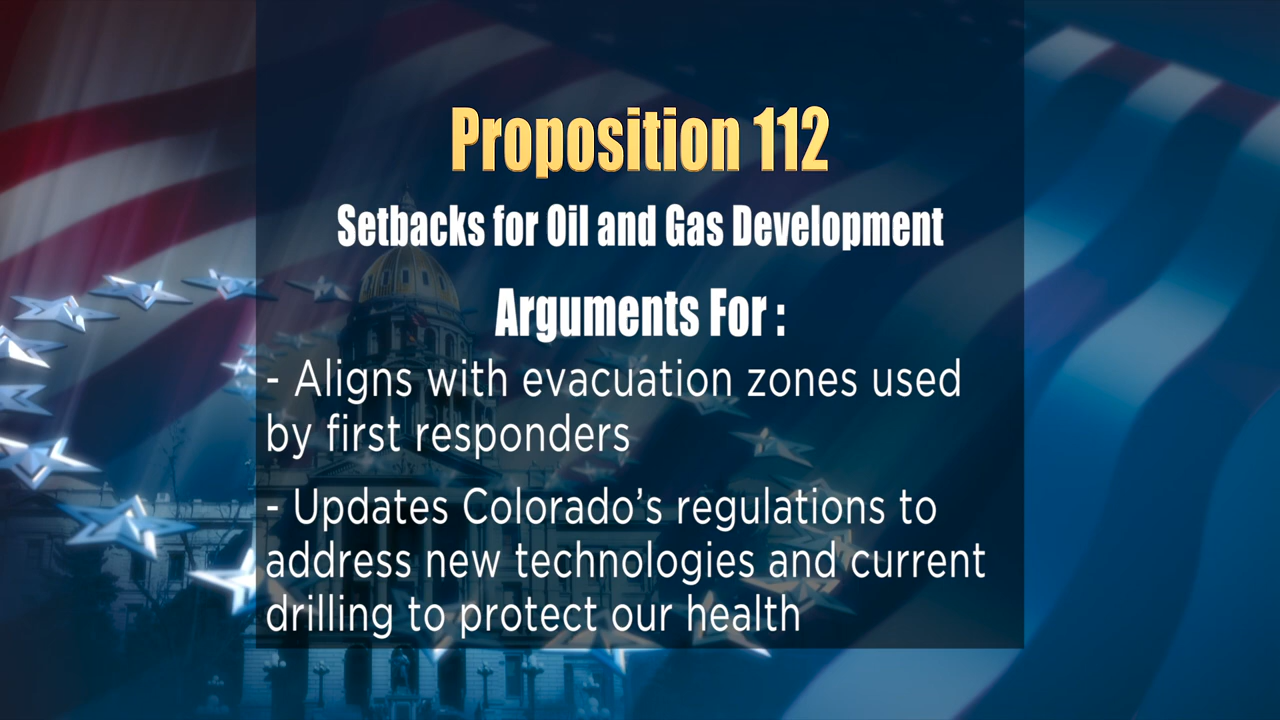 Proposition 112
Setbacks for Oil and Gas Development
Arguments For :
- Aligns with evacuation zones used
by first responders
- Updates Colorado’s regulations to
address new technologies and current
drilling to protect our health